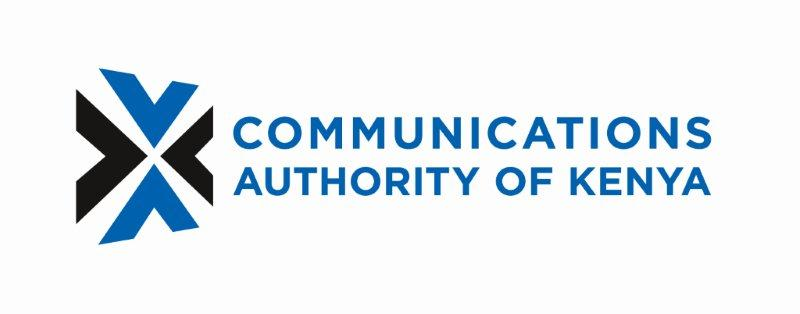 COMMUNICATIONS
AUTHORITY OF KENYA